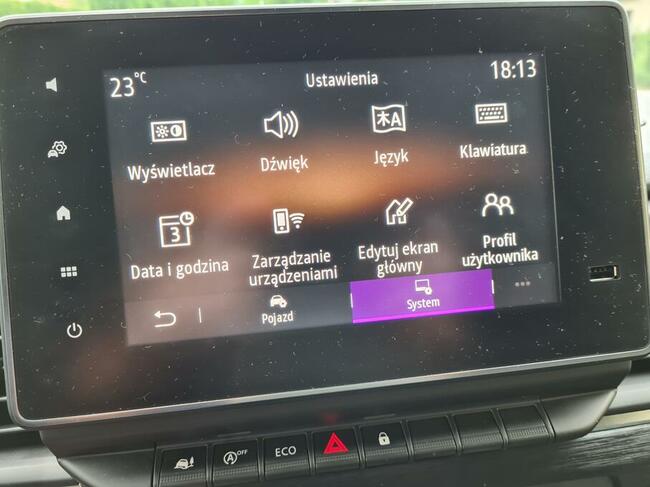 23°C
Ustawienia
18:13
Wyświetlacz
Dźwięk
Język
Klawiatura
Data i godzina
Zarządzanie
urządzeniami
Edytuj ekran
główny
Profil
użytkownika
Pojazd
System
OFF
ECO